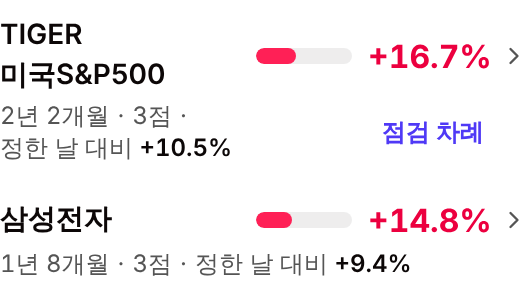 TIGER
미국S&P500
+16.7%
2년 2개월 · 3점 ·
정한 날 대비 +10.5%
점검 차례
삼성전자
+14.8%
1년 8개월 · 3점 · 정한 날 대비 +9.4%